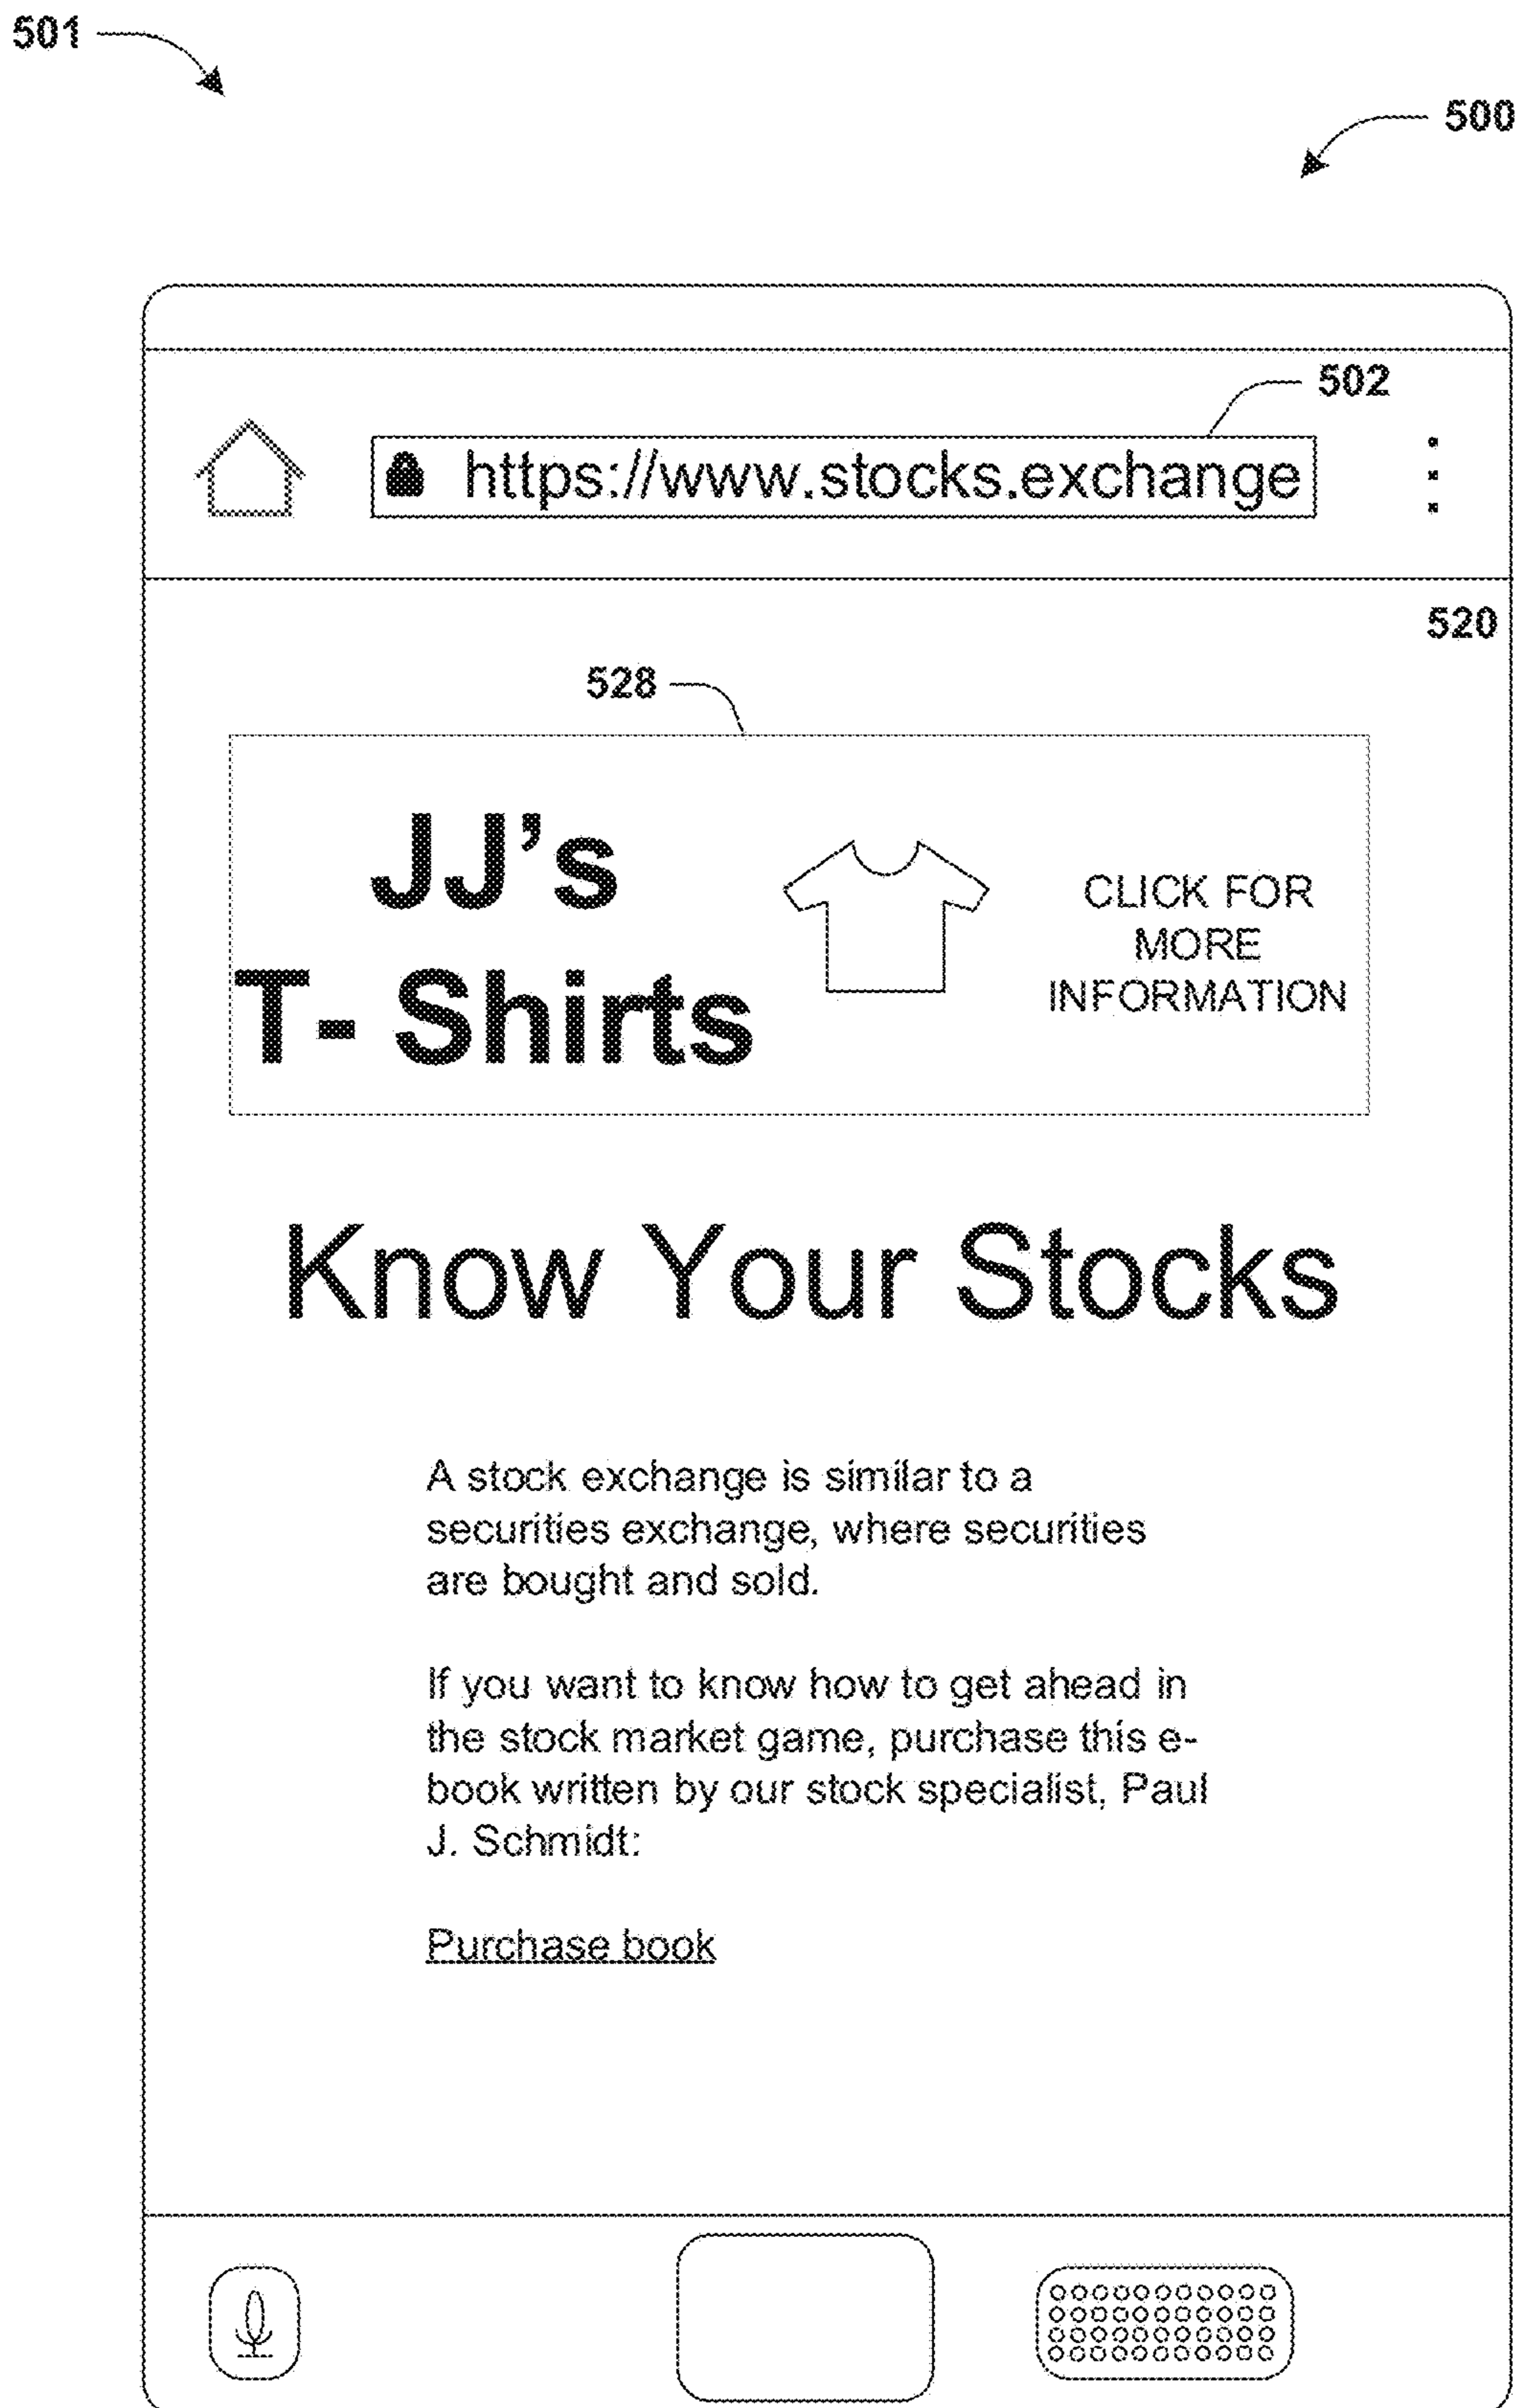 501
500
502
https://www.stocks.exchange
520
528
JJ's
T- Shirts
CLICK FOR
MORE
INFORMATION
Know Your Stocks
A stock exchange is similar to a
securities exchange, where securities
are bought and sold.
If you want to know how to get ahead in
the stock market game, purchase this e-
book written by our stock specialist, Paul
J. Schmidt:
Purchase book